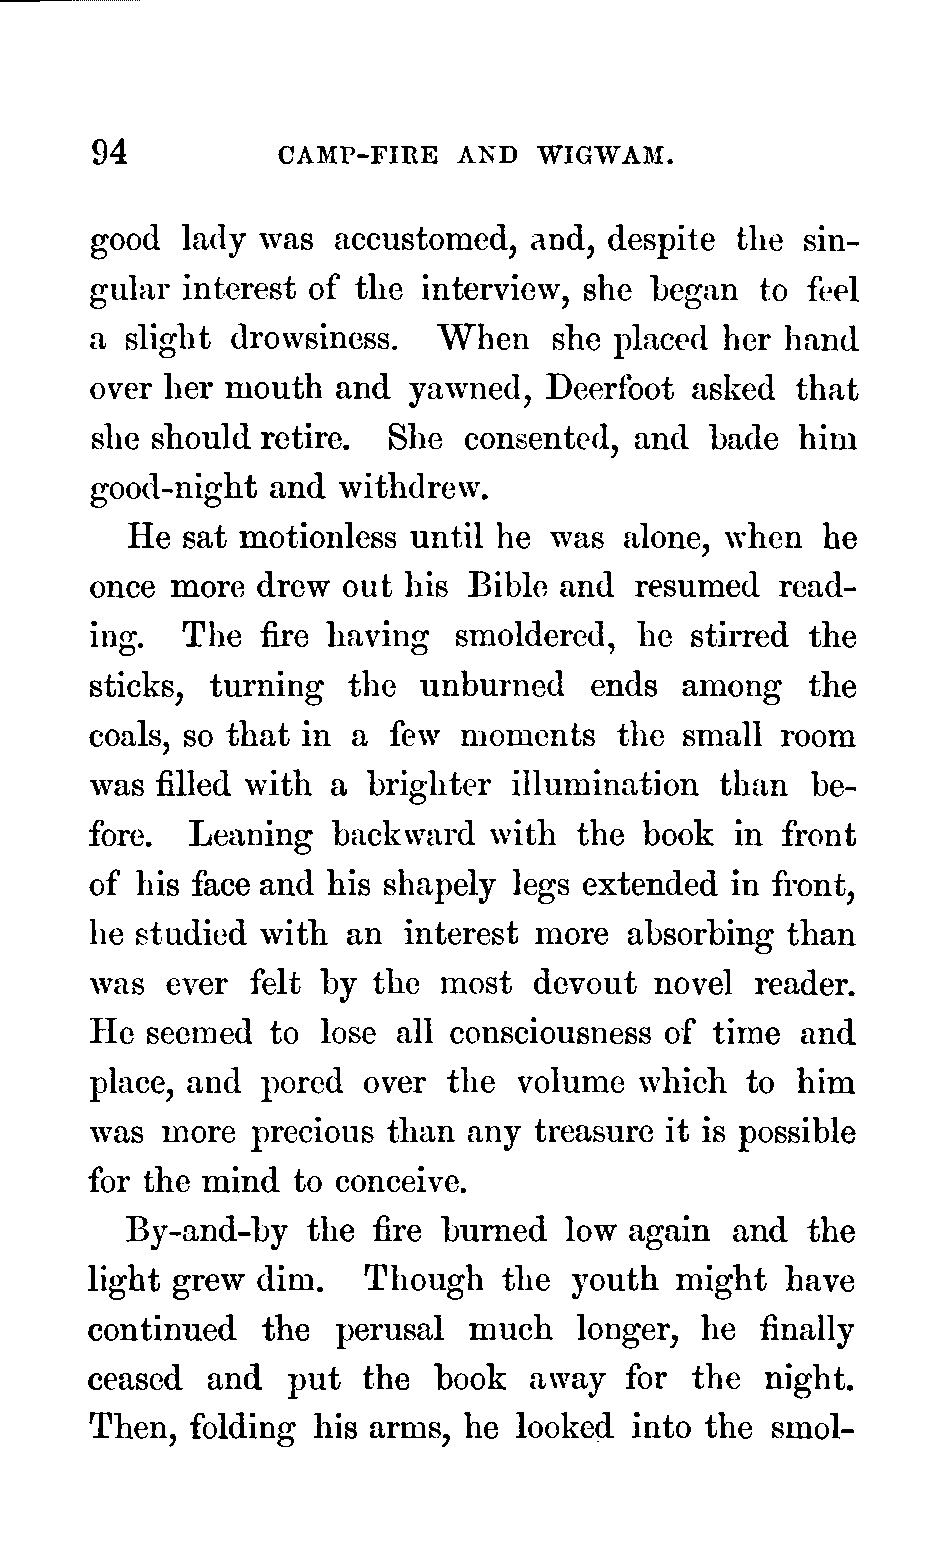 94 CAMP-FIRE AND WIGWAM.
good lady was accustomed, and, despite the sin-
gular interest of the interview, she began to feel
a slight drowsiness. When she placed her hand
over her mouth and yawned, Deerfoot asked that
she should retire. She consented, and bade him
good-night and withdrew.
He sat motionless until he was alone, when he
once more drew out his Bible and resumed read-
ing. The fire having smoldered, he stirred the
sticks, turning the unburned ends among the
coals, so that in a few moments the small room
was filled with a brighter illumination than be-
fore. Leaning backward with the book in front
of his face and his shapely legs extended in front,
he studied with an interest more absorbing than
was ever felt by the most devout novel reader.
He seemed to lose all consciousness of time and
place, and pored over the volume which to him
was more precious than any treasure it is possible
for the mind to conceive.
By-and-by the fire burned low again and the
light grew dim. Though the youth might have
continued the perusal much longer, he finally
ceased and put the book away for the night.
Then, folding his arms, he looked into the smol-